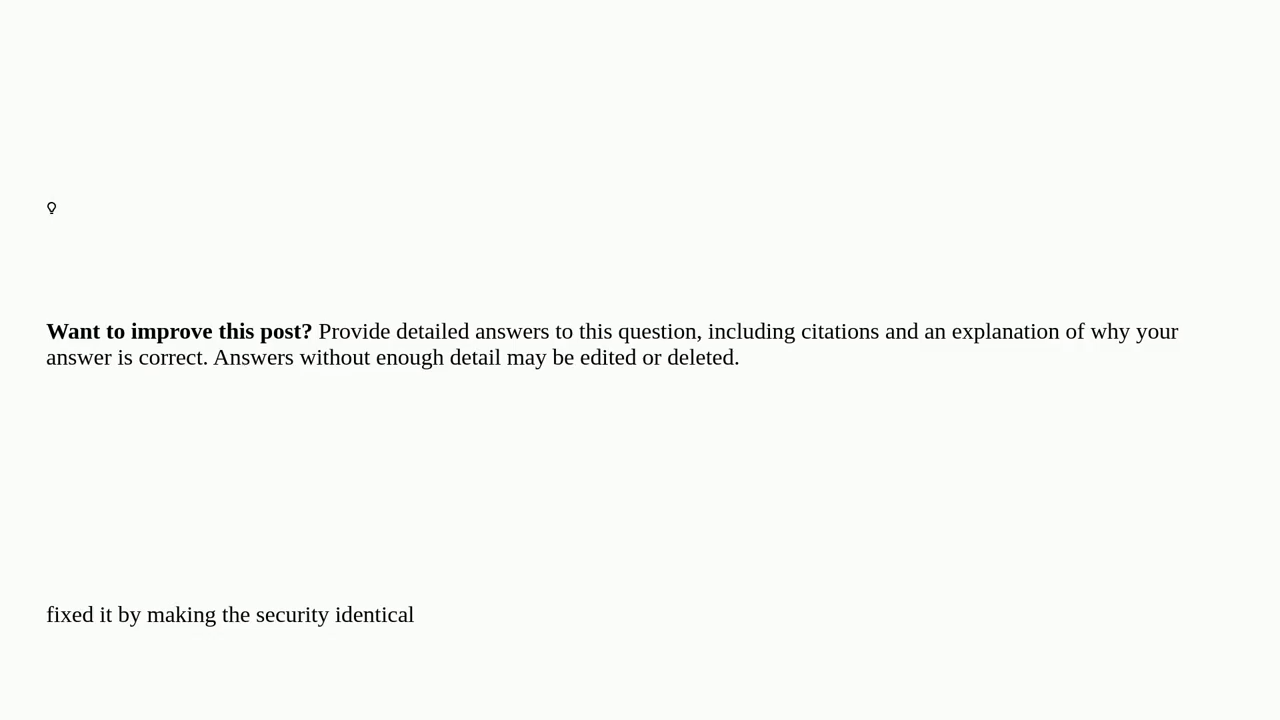 Want to improve this post? Provide detailed answers to this question, including citations and an explanation of why your
answer is correct. Answers without enough detail may be edited or deleted.
fixed it by making the security identical